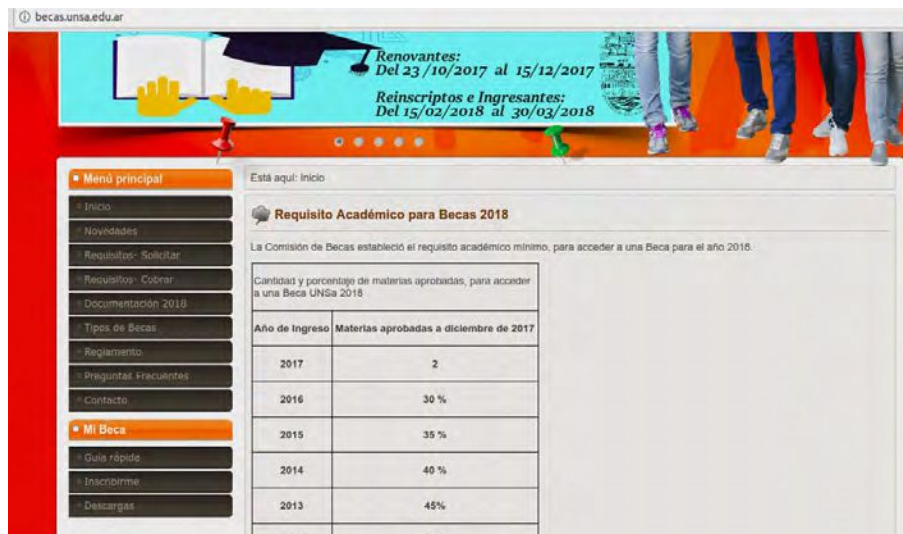 becas.unsa.edu.ar
Renovantes:
Del 23 /10/2017 al 15/12/2017
Reinscriptos e Ingresantes:
Del 15/02/2018 al 30/03/2018
Menú principal
Inicio
Novedades
Requisitos- Solicitar
Requisitos- Cobrar
Documentación 2018
Tipos de Becas
Reglamento
Preguntas Frecuentes
Contacto
Mi Beca
Guía rápida
Inscribirme
Descargas
Está aquí: Inicio
Requisito Académico para Becas 2018
La Comisión de Becas estableció el requisito académico mínimo, para acceder a una Beca para el año 2018.
Cantidad y porcentaje de materias aprobadas, para acceder
a una Beca UNSa 2018
Año de Ingreso Materias aprobadas a diciembre de 2017
2017 2
2016 30 %
2015 35 %
2014 40 %
2013 45%